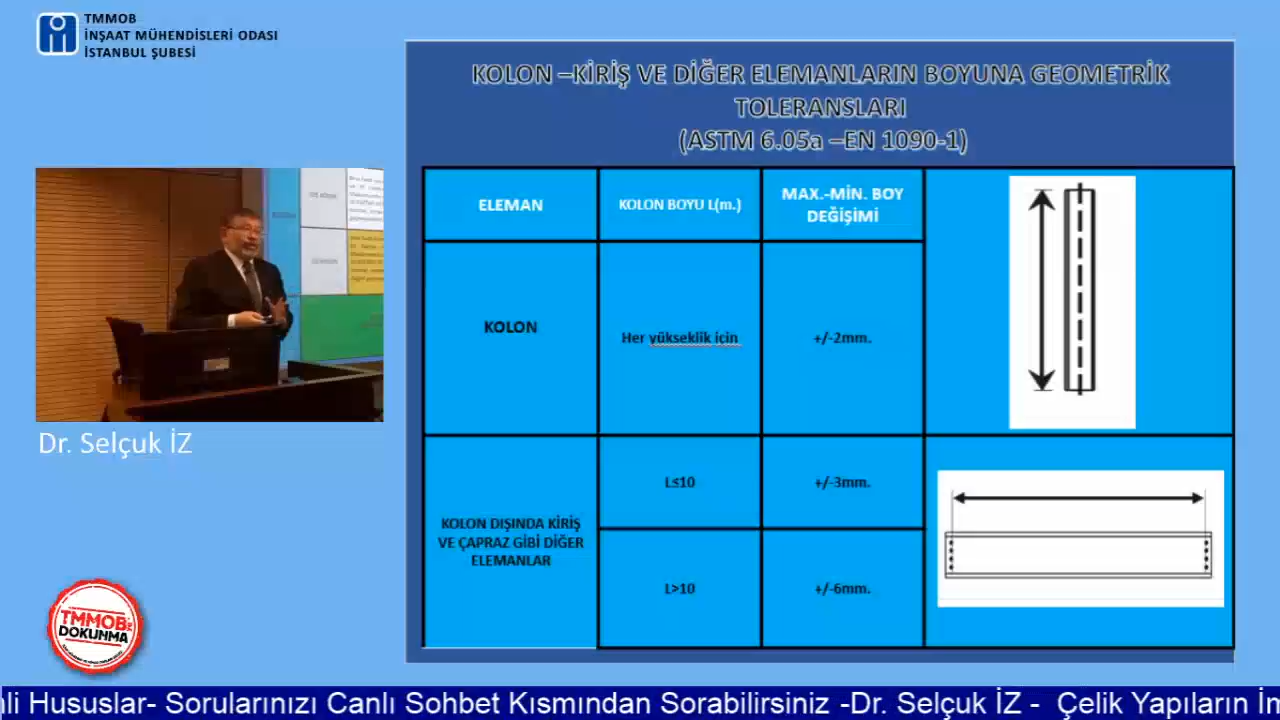 TMMOB
İNŞAAT MÜHENDİSLERİ ODASI
İSTANBUL ŞUBESİ
KOLON –KİRİŞ VE DİĞER ELEMANLARIN BOYUNA GEOMETRİK
TOLERANSLARI
(ASTM 6.05a –EN 1090-1)
ELEMAN
KOLON BOYU L(m.)
MAX.–MİN. BOY
DEĞİŞİMİ
KOLON
Her yükseklik için
+/-2mm.
KOLON DIŞINDA KİRİŞ
VE ÇAPRAZ GİBİ DİĞER
ELEMANLAR
L≤10
+/-3mm.
L>10
+/-6mm.
Dr. Selçuk İZ
TMMOB'ye
DOKUNMA
Hususlar- Sorularınızı Canlı Sohbet Kısmından Sorabilirsiniz -Dr. Selçuk İZ - Çelik Yapıların